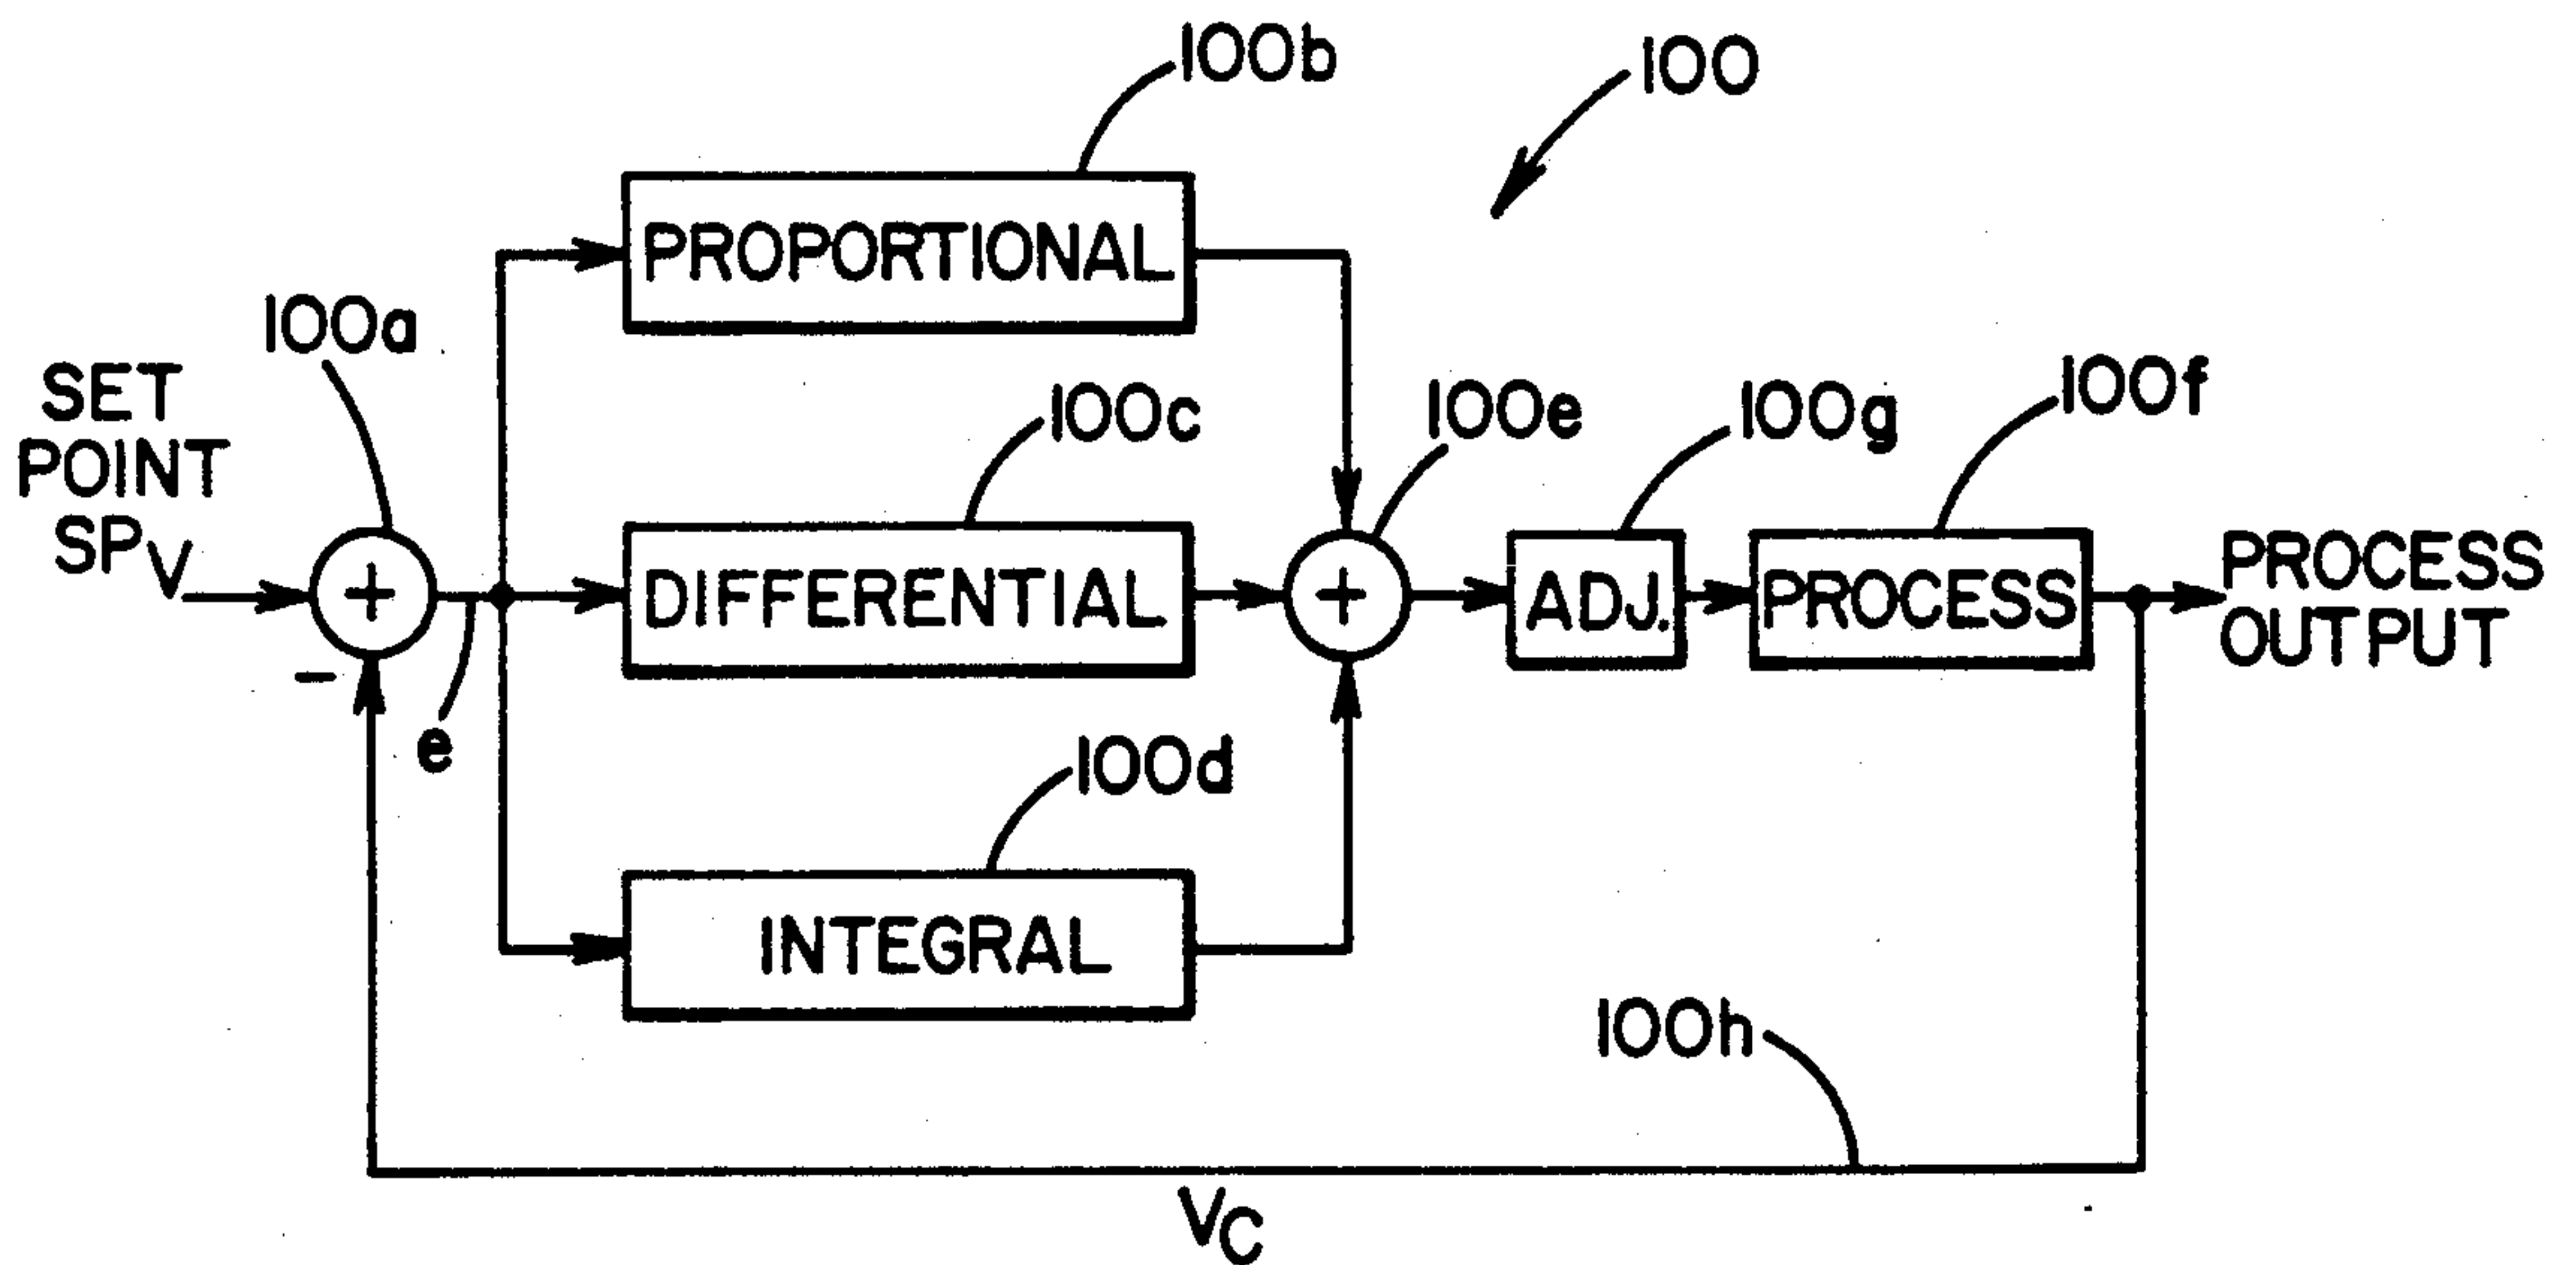 100b
100
PROPORTIONAL
100a
SET
POINT
SPV
100c
100e
100g
100f
+
DIFFERENTIAL
+
ADJ.
PROCESS
PROCESS
OUTPUT
-
e
100d
INTEGRAL
100h
VC